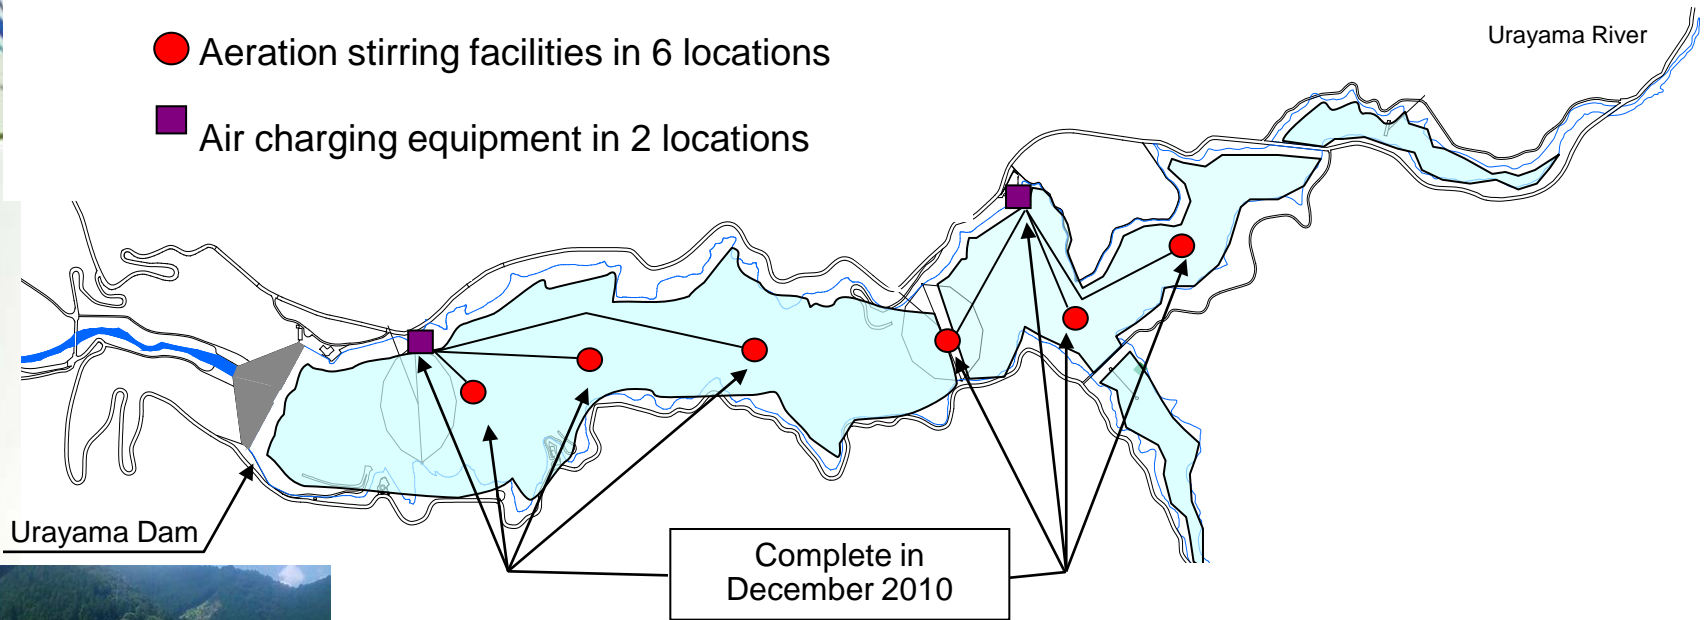 Aeration stirring facilities in 6 locations
Urayama River
Air charging equipment in 2 locations
Urayama Dam
Complete in
December 2010